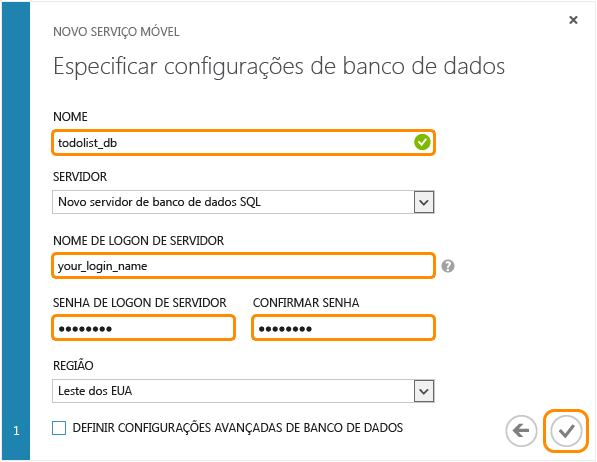 NOVO SERVIÇO MÓVEL
Especificar configurações de banco de dados
NOME
todolist_db
SERVIDOR
Novo servidor de banco de dados SQL
NOME DE LOGON DE SERVIDOR
your_login_name
?
SENHA DE LOGON DE SERVIDOR CONFIRMAR SENHA
●●●●●●●● ●●●●●●●●
REGIÃO
Leste dos EUA
1 DEFINIR CONFIGURAÇÕES AVANÇADAS DE BANCO DE DADOS